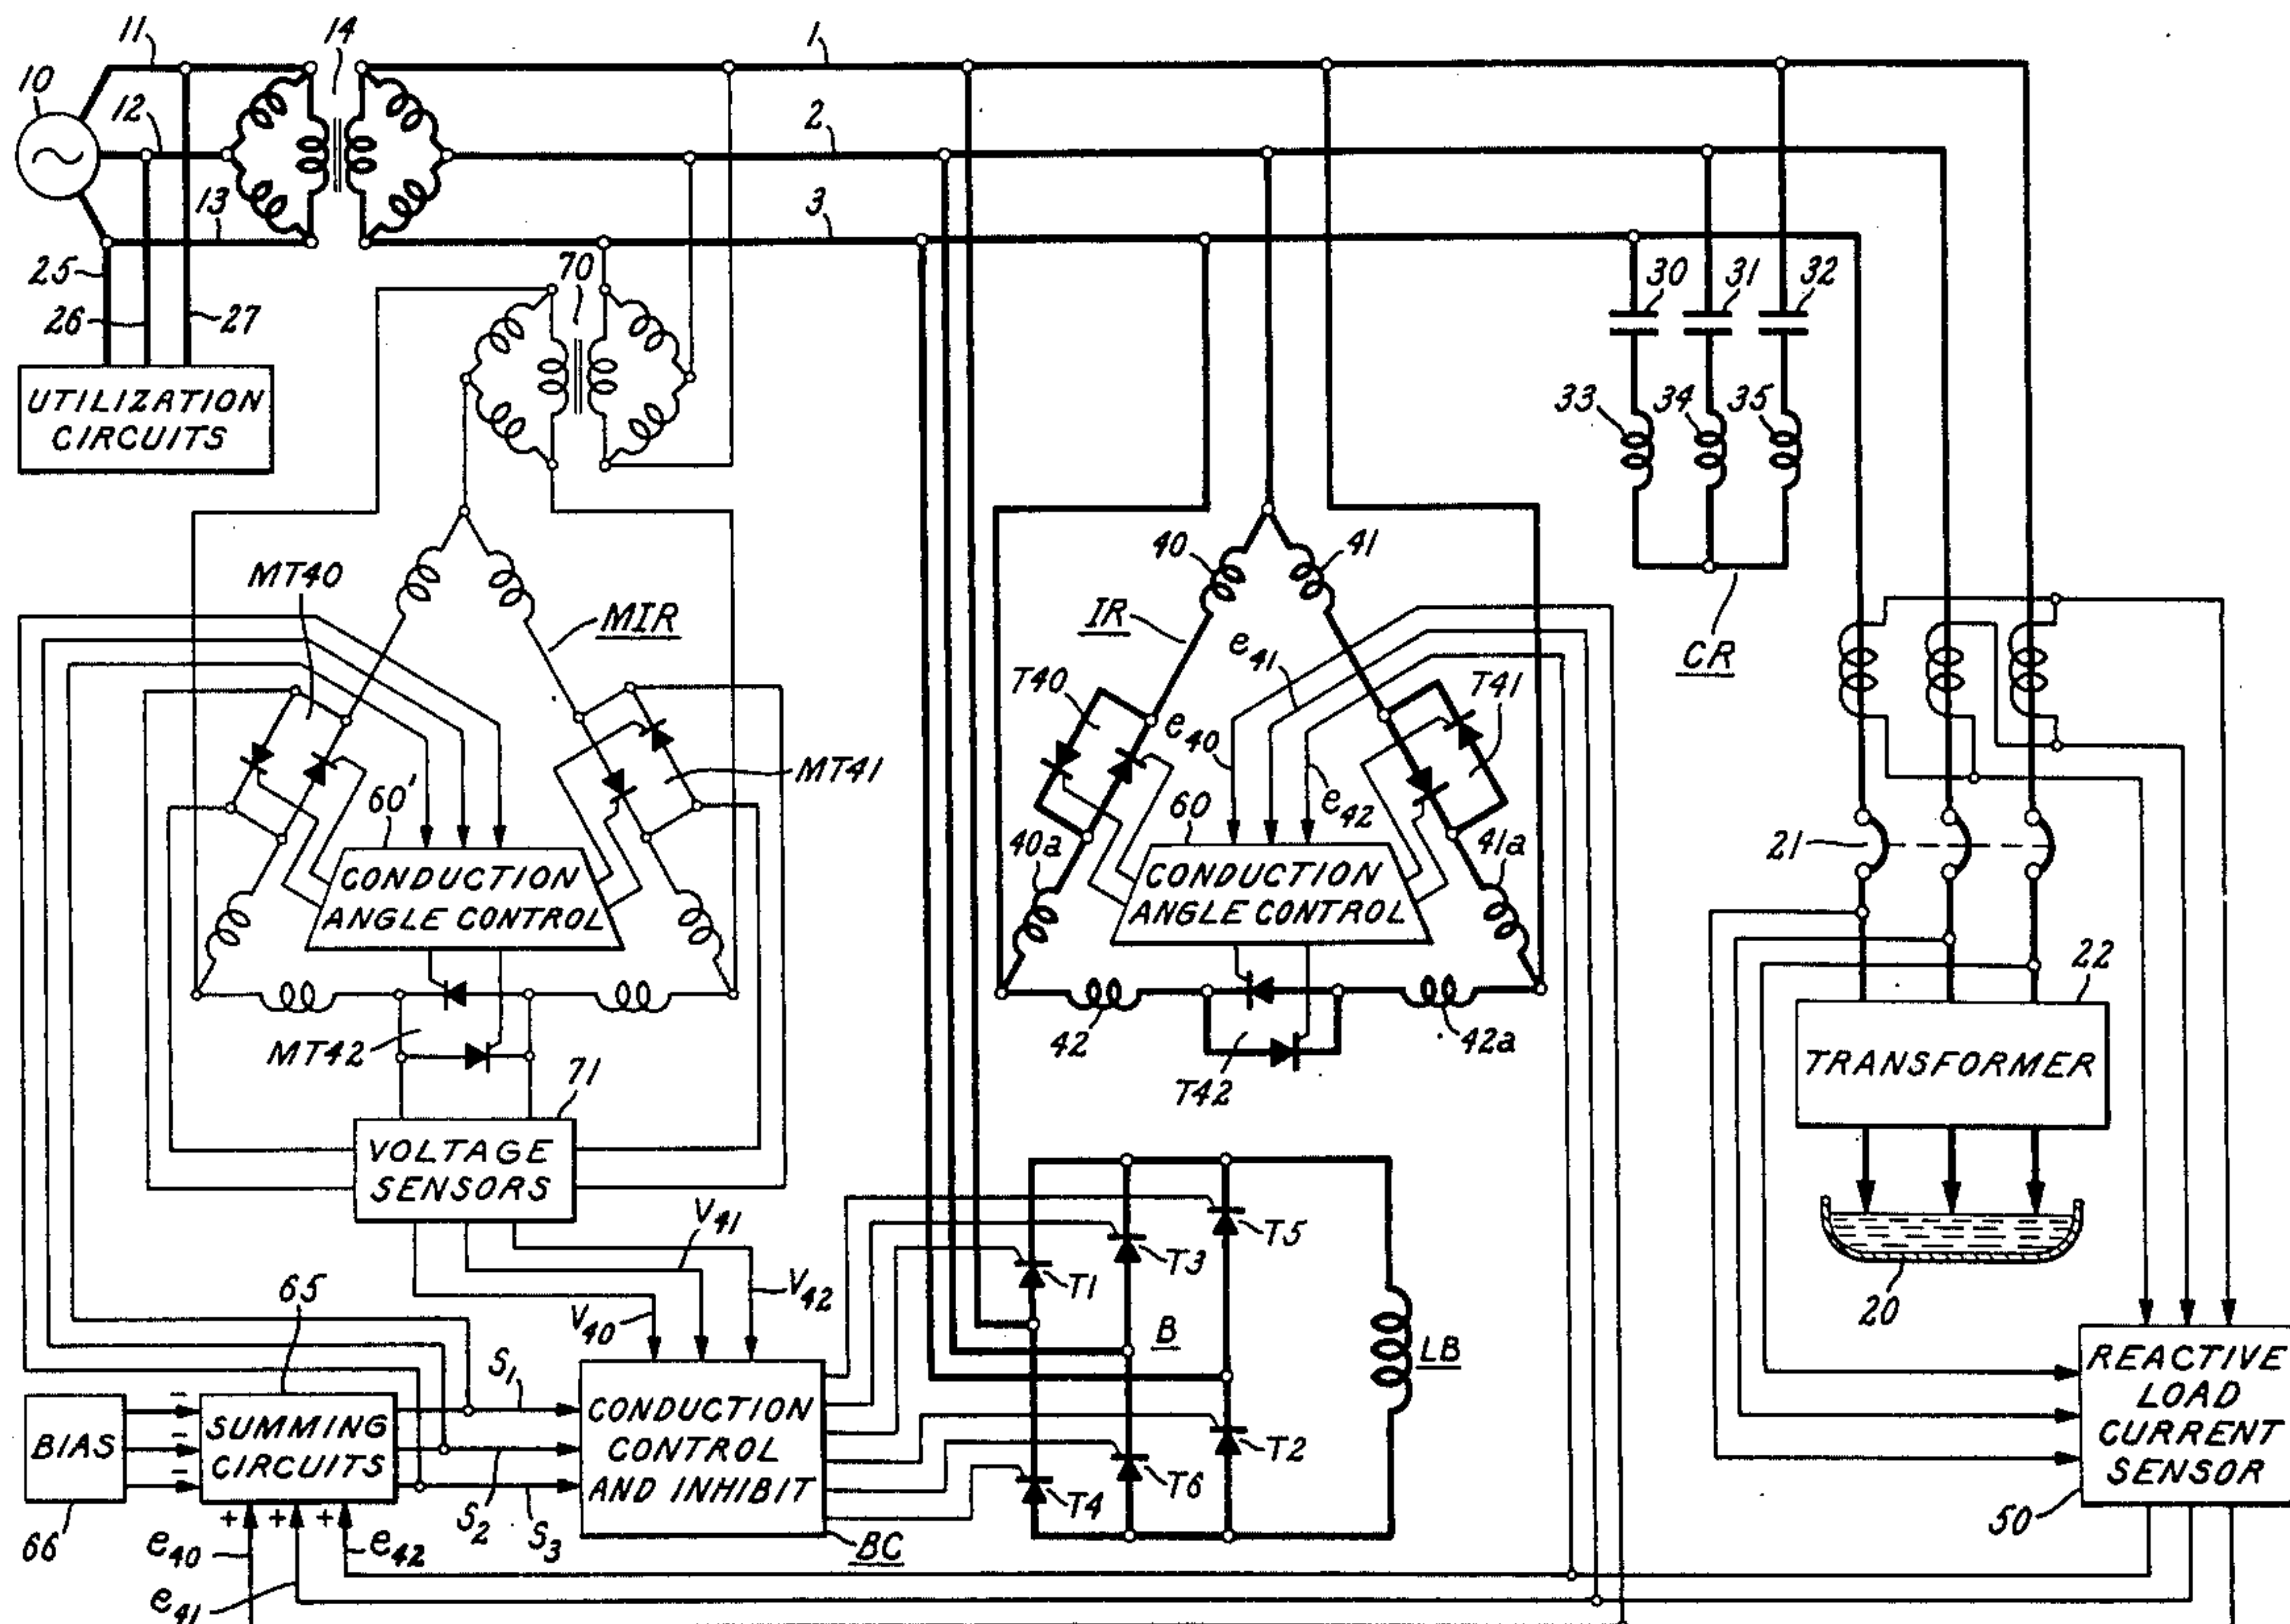 11
14
1
10
12
2
13
3
25
26
27
70
30
31
32
UTILIZATION
CIRCUITS
33
34
35
MT40
MIR
40
41
IR
CR
e41
T40
T41
e40
MT41
60'
60
e42
40a
41a
21
CONDUCTION
ANGLE CONTROL
CONDUCTION
ANGLE CONTROL
22
MT42
42
42a
TRANSFORMER
71
T42
VOLTAGE
SENSORS
V41
T5
T3
65
V42
T1
20
V40
B
LB
S1
REACTIVE
LOAD
CURRENT
SENSOR
BIAS
SUMMING
CIRCUITS
CONDUCTION
CONTROL
AND INHIBIT
T2
T6
T4
− − −
S2
S3
+ + +
66
e40
e42
BC
50
e41